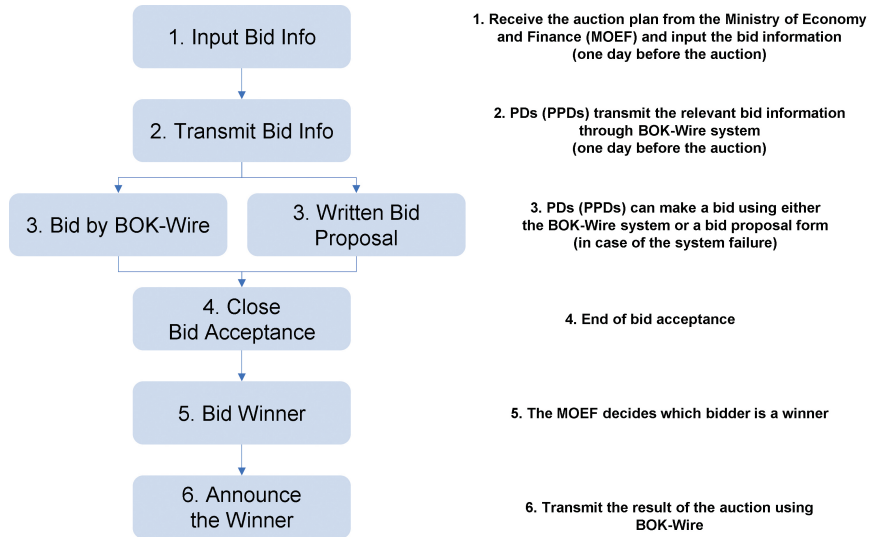 1. Input Bid Info
1. Receive the auction plan from the Ministry of Economy
and Finance (MOEF) and input the bid information
(one day before the auction)
2. Transmit Bid Info
2. PDs (PPDs) transmit the relevant bid information
through BOK-Wire system
(one day before the auction)
3. Bid by BOK-Wire
3. Written Bid
Proposal
3. PDs (PPDs) can make a bid using either
the BOK-Wire system or a bid proposal form
(in case of the system failure)
4. Close
Bid Acceptance
4. End of bid acceptance
5. Bid Winner
5. The MOEF decides which bidder is a winner
6. Announce
the Winner
6. Transmit the result of the auction using
BOK-Wire